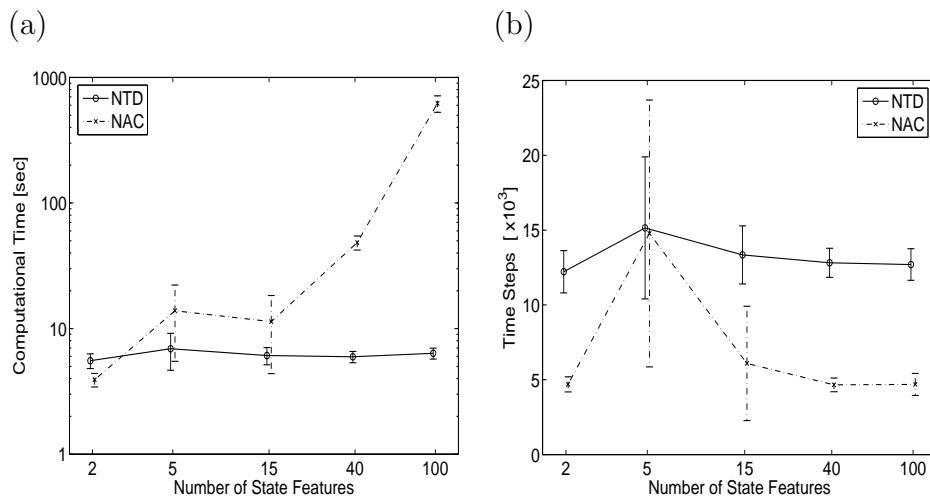 (a)
1000
100
10
1
2 5 15 40 100
Number of State Features
Computational Time [sec]
NTD
NAC
(b)
25
20
15
10
5
0
2 5 15 40 100
Number of State Features
Time Steps [ x10³]
NTD
NAC